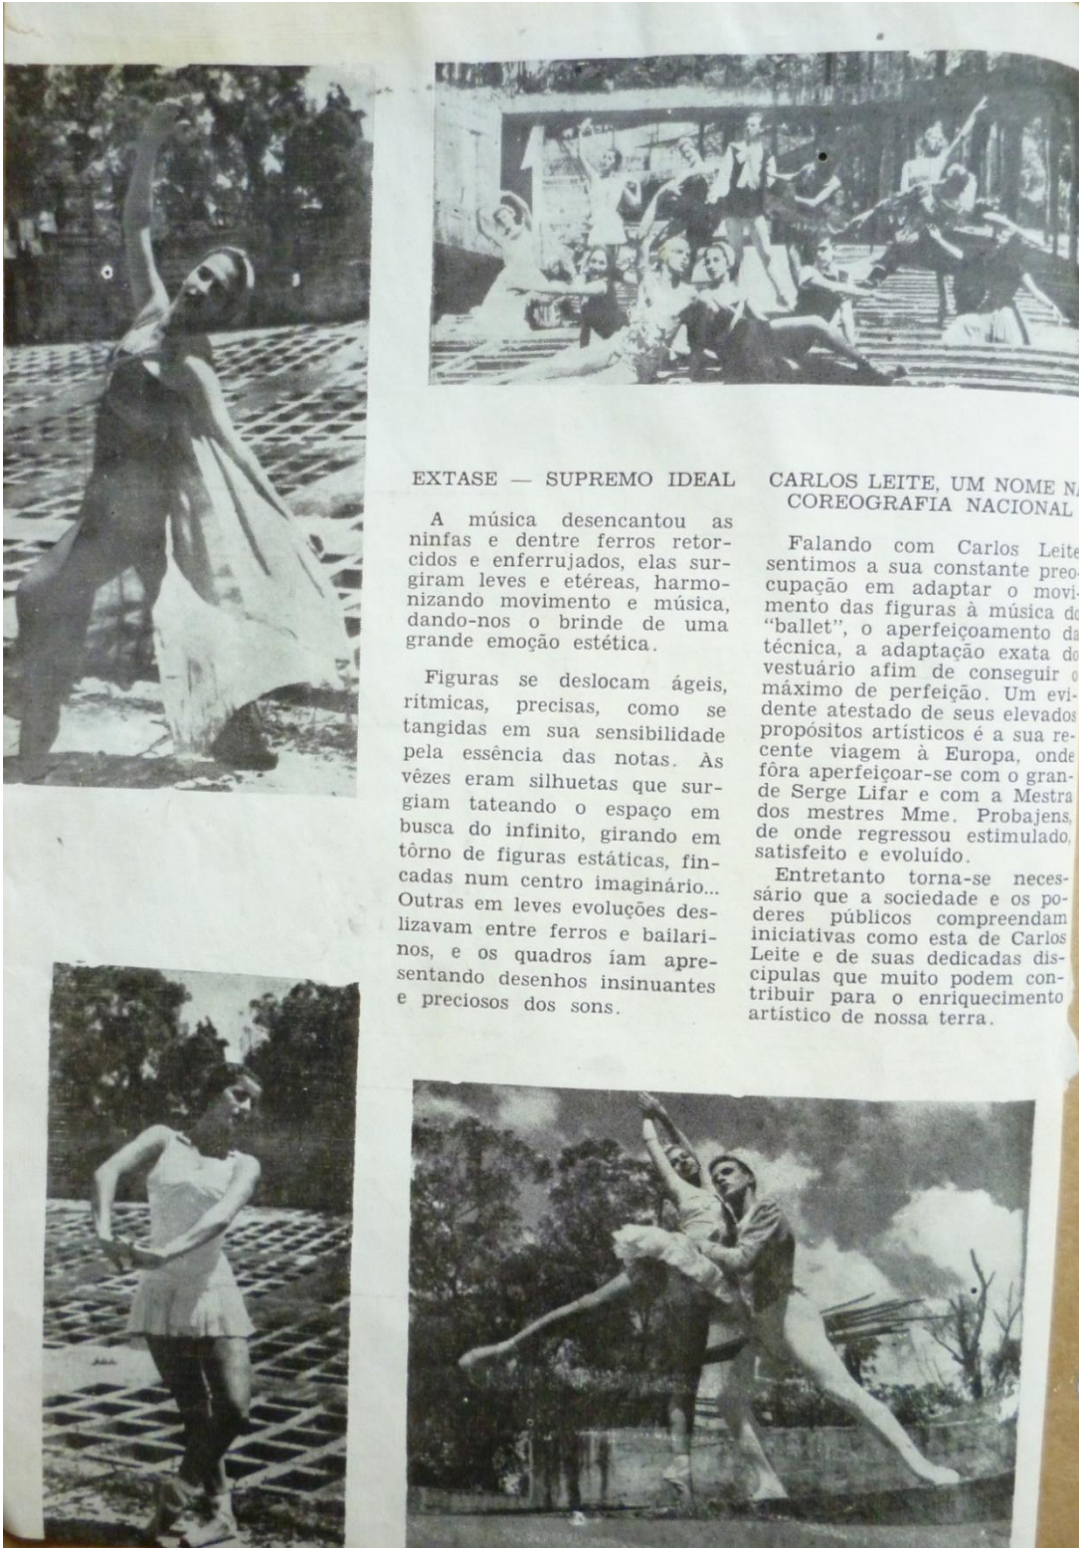 EXTASE — SUPREMO IDEAL
A música desencantou as
ninfas e dentre ferros retor-
cidos e enferrujados, elas sur-
giram leves e etéreas, harmo-
nizando movimento e música,
dando-nos o brinde de uma
grande emoção estética.
Figuras se deslocam ágeis,
rítmicas, precisas, como se
tangidas em sua sensibilidade
pela essência das notas. Às
vêzes eram silhuetas que sur-
giam tateando o espaço em
busca do infinito, girando em
tôrno de figuras estáticas, fin-
cadas num centro imaginário...
Outras em leves evoluções des-
lizavam entre ferros e bailari-
nos, e os quadros íam apre-
sentando desenhos insinuantes
e preciosos dos sons.
CARLOS LEITE, UM NOME
COREOGRAFIA NACIONAL
Falando com Carlos Leite
sentimos a sua constante preo-
cupação em adaptar o movi-
mento das figuras à música do
"ballet", o aperfeiçoamento da
técnica, a adaptação exata do
vestuário afim de conseguir o
máximo de perfeição. Um evi-
dente atestado de seus elevados
propósitos artísticos é a sua re-
cente viagem à Europa, onde
fôra aperfeiçoar-se com o gran-
de Serge Lifar e com a Mestra
dos mestres Mme. Probajens,
de onde regressou estimulado,
satisfeito e evoluído.
Entretanto torna-se neces-
sário que a sociedade e os po-
deres públicos compreendam
iniciativas como esta de Carlos
Leite e de suas dedicadas dis-
cipulas que muito podem con-
tribuir para o enriquecimento
artístico de nossa terra.